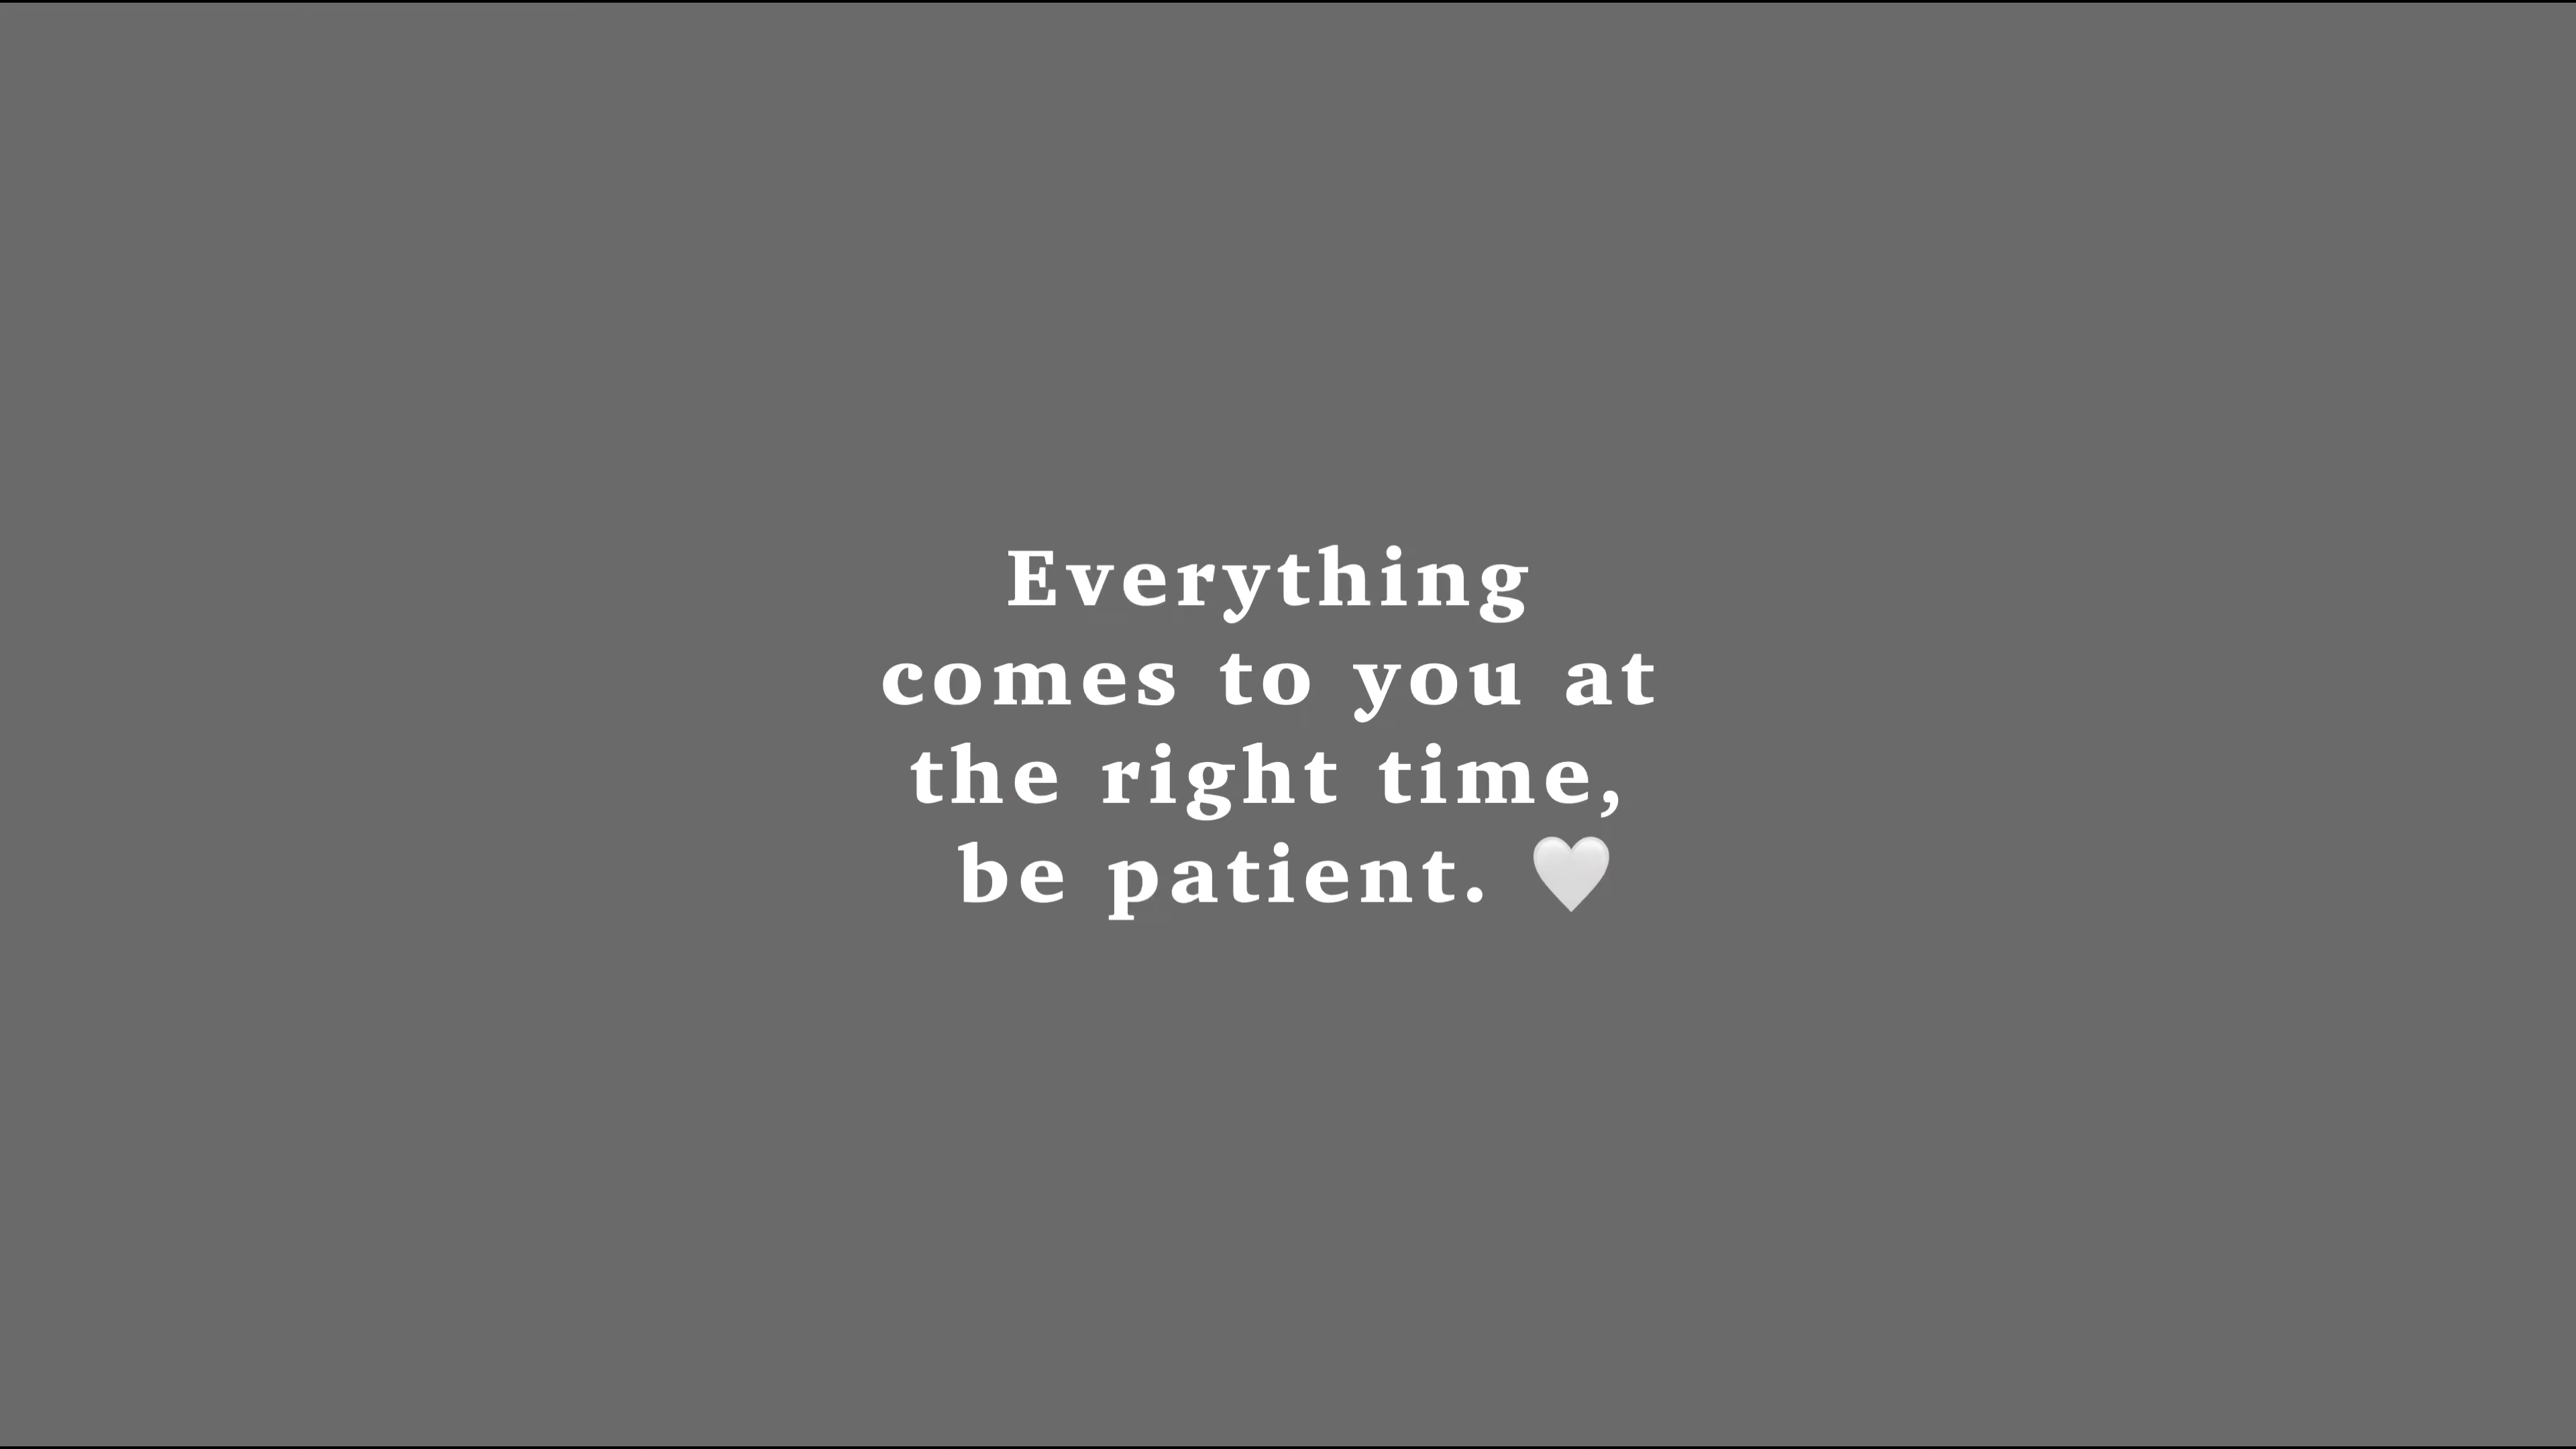 Everything
comes to you at
the right time,
be patient. 🤍